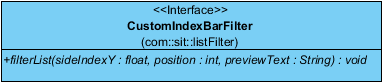 <<Interface>>
CustomIndexBarFilter
(com::sit::listFilter)
+filterList(sideIndexY : float, position : int, previewText : String) : void